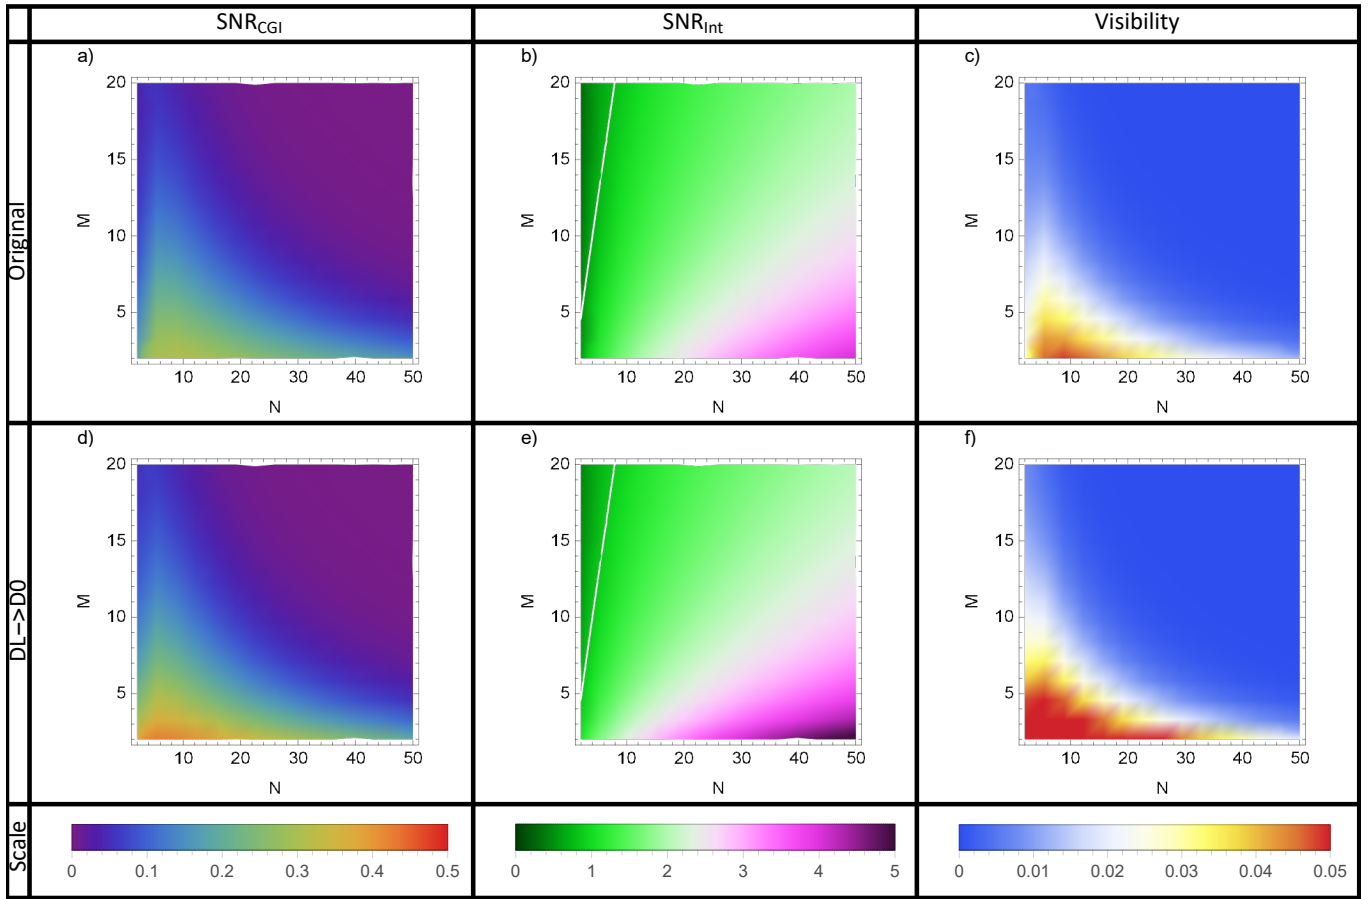 SNRCGI SNRInt Visibility
Original
a) b) c)
20 20 20
15 15 15
M M M
10 10 10
5 5 5
10 20 30 40 50 10 20 30 40 50 10 20 30 40 50
N N N
DL−>D0
d) e) f)
20 20 20
15 15 15
M M M
10 10 10
5 5 5
10 20 30 40 50 10 20 30 40 50 10 20 30 40 50
N N N
Scale
0 0.1 0.2 0.3 0.4 0.5 0 1 2 3 4 5 0 0.01 0.02 0.03 0.04 0.05